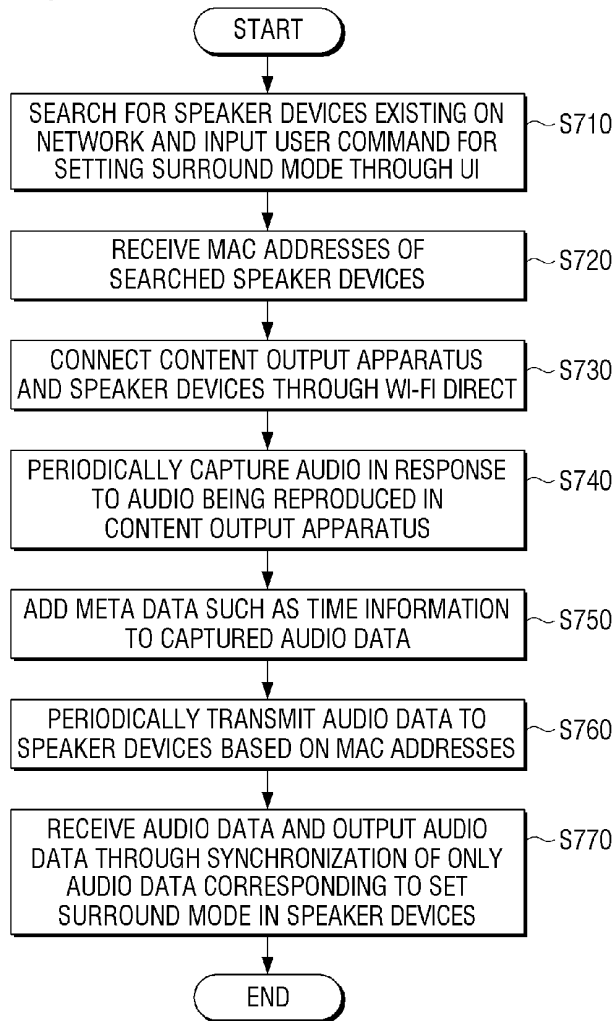 START
SEARCH FOR SPEAKER DEVICES EXISTING ON
NETWORK AND INPUT USER COMMAND FOR
SETTING SURROUND MODE THROUGH UI
S710
RECEIVE MAC ADDRESSES OF
SEARCHED SPEAKER DEVICES
S720
CONNECT CONTENT OUTPUT APPARATUS
AND SPEAKER DEVICES THROUGH WI-FI DIRECT
S730
PERIODICALLY CAPTURE AUDIO IN RESPONSE
TO AUDIO BEING REPRODUCED IN
CONTENT OUTPUT APPARATUS
S740
ADD META DATA SUCH AS TIME INFORMATION
TO CAPTURED AUDIO DATA
S750
PERIODICALLY TRANSMIT AUDIO DATA TO
SPEAKER DEVICES BASED ON MAC ADDRESSES
S760
RECEIVE AUDIO DATA AND OUTPUT AUDIO
DATA THROUGH SYNCHRONIZATION OF ONLY
AUDIO DATA CORRESPONDING TO SET
SURROUND MODE IN SPEAKER DEVICES
S770
END